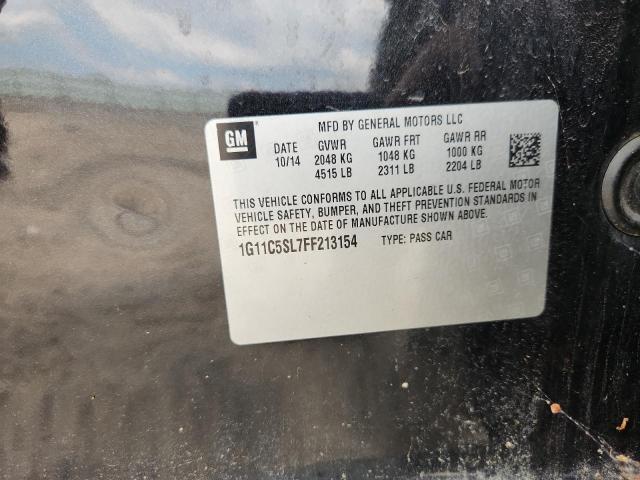 GM
MFD BY GENERAL MOTORS LLC
DATE GVWR GAWR FRT GAWR RR
10/14 2048 KG 1048 KG 1000 KG
4515 LB 2311 LB 2204 LB
THIS VEHICLE CONFORMS TO ALL APPLICABLE U.S. FEDERAL MOTOR
VEHICLE SAFETY, BUMPER, AND THEFT PREVENTION STANDARDS IN
EFFECT ON THE DATE OF MANUFACTURE SHOWN ABOVE.
1G11C5SL7FF213154 TYPE: PASS CAR